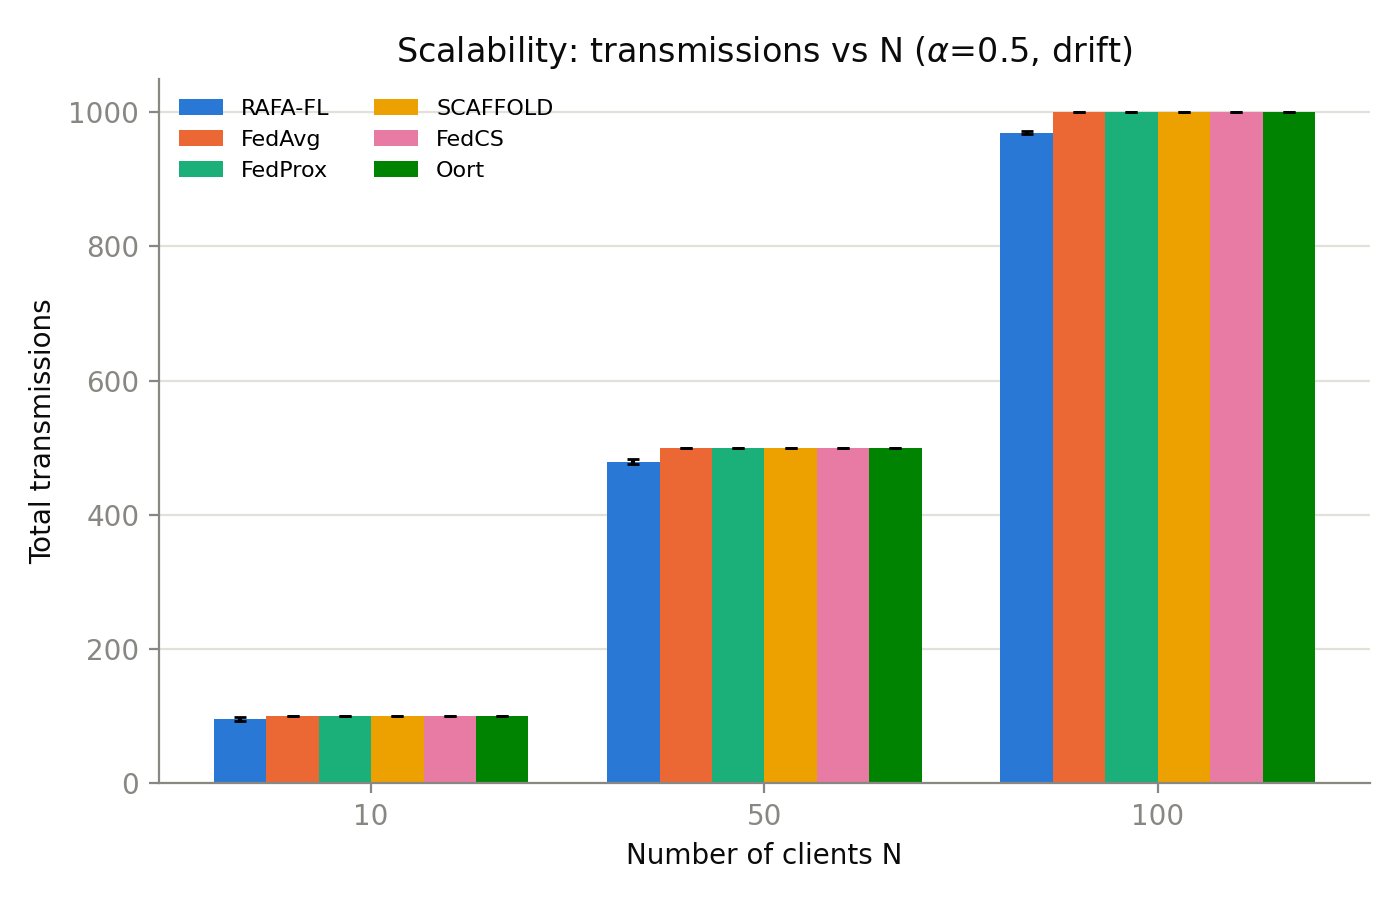 Scalability: transmissions vs N (α=0.5, drift)
RAFA-FL
FedAvg
FedProx
SCAFFOLD
FedCS
Oort
Total transmissions
1000
800
600
400
200
0
10
50
100
Number of clients N